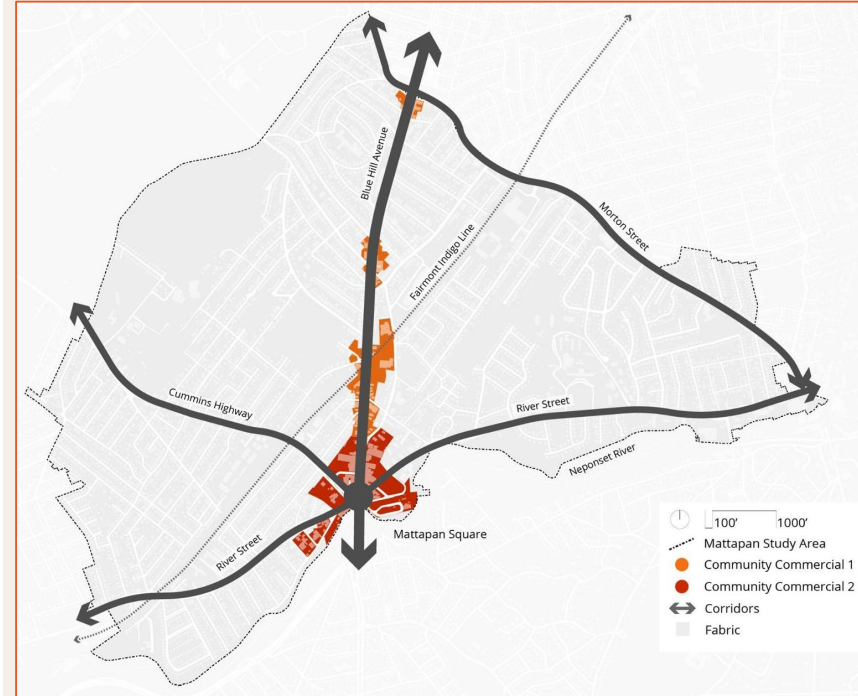 Blue Hill Avenue
Fairmont Indigo Line
Morton Street
Cummins Highway
River Street
Neponset River
Mattapan Square
River Street
100' 1000'
Mattapan Study Area
Community Commercial 1
Community Commercial 2
Corridors
Fabric